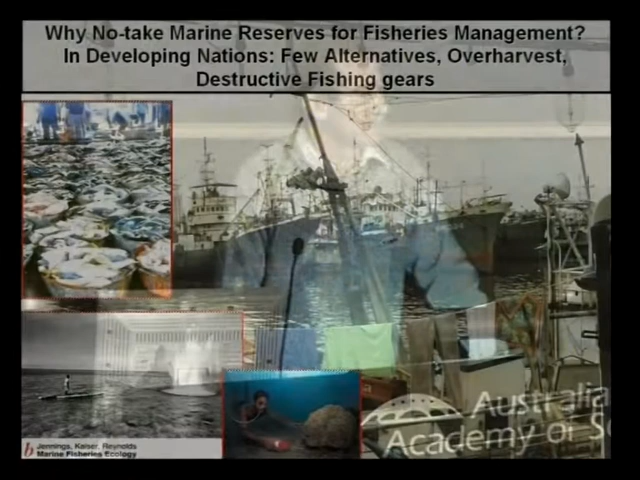 Why No-take Marine Reserves for Fisheries Management?
In Developing Nations: Few Alternatives, Overharvest,
Destructive Fishing gears
b Jennings, Kaiser, Reynolds
Marine Fisheries Ecology
Australia
Academy of S